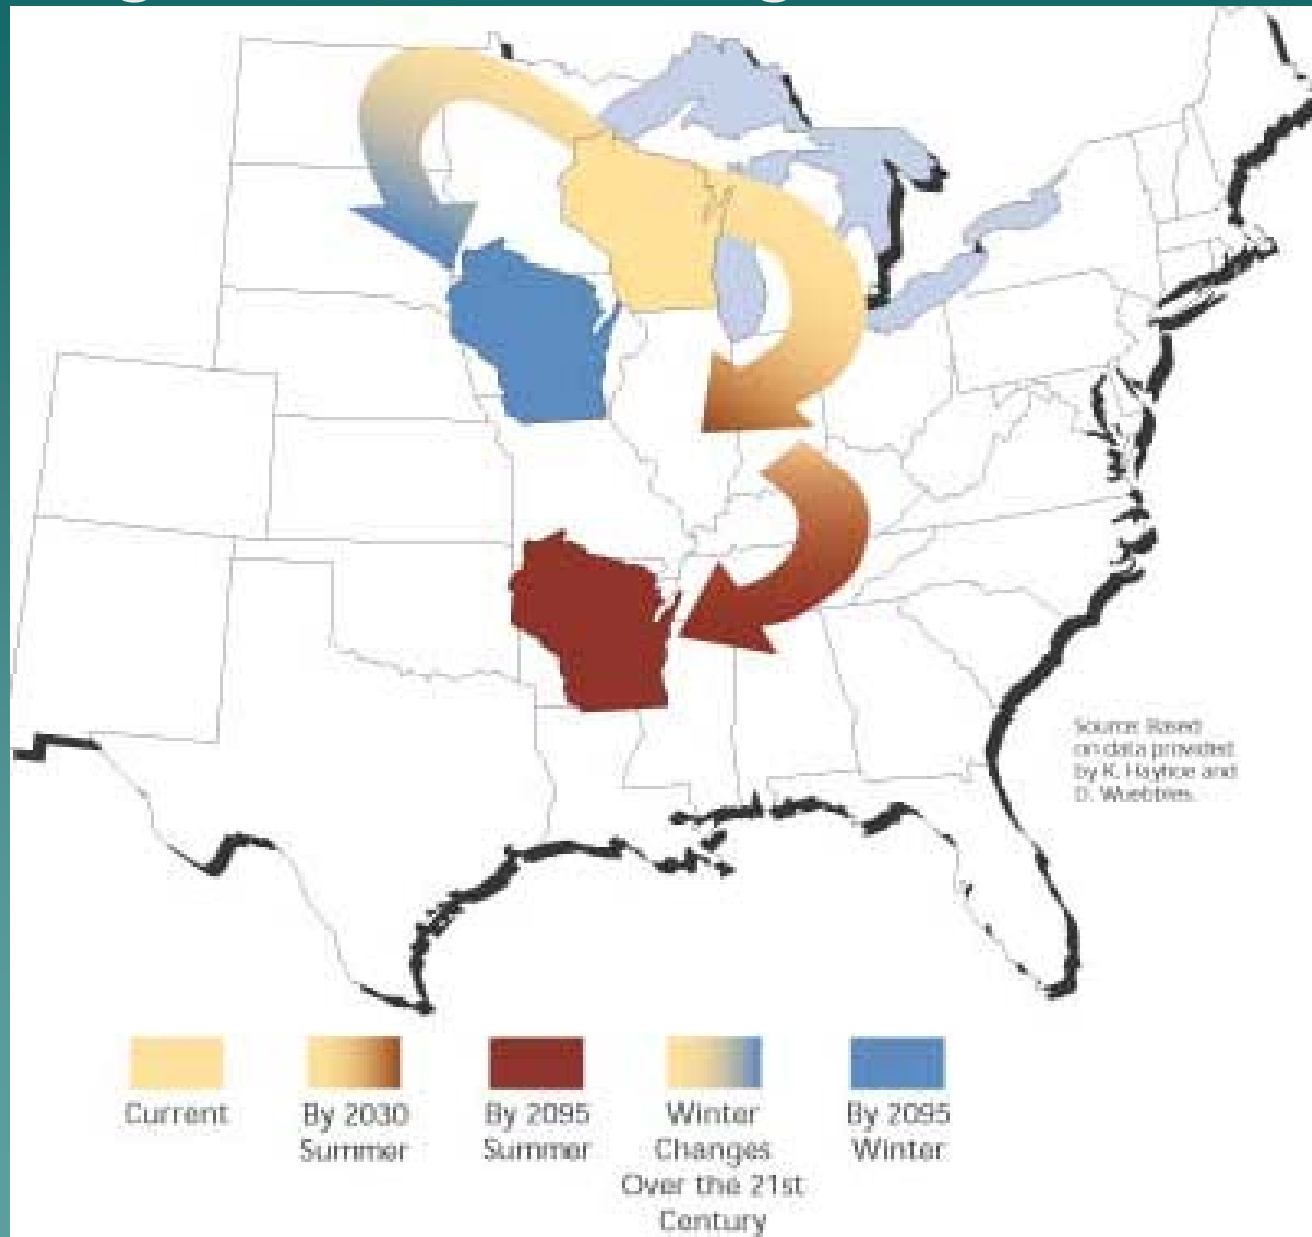 Source: Based
on data provided
by K. Hayhoe and
D. Wuebbles.
Current
By 2030
Summer
By 2095
Summer
Winter
Changes
Over the 21st
Century
By 2095
Winter